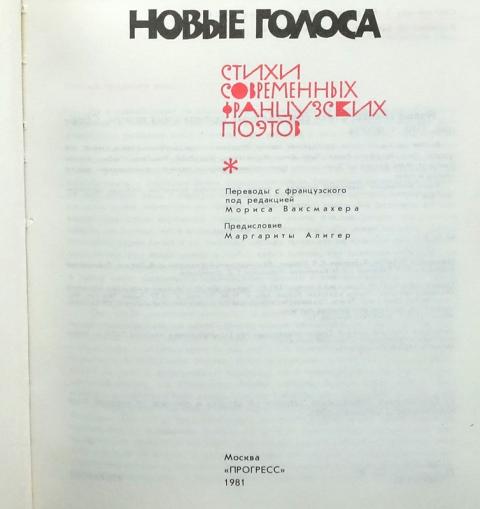 НОВЫЕ ГОЛОСА
СТИХИ
СОВРЕМЕННЫХ
ФРАНЦУЗСКИХ
ПОЭТОВ
*
Переводы с французского
под редакцией
Мориса Ваксмахера
Предисловие
Маргариты Алигер
Москва
«ПРОГРЕСС»
1981